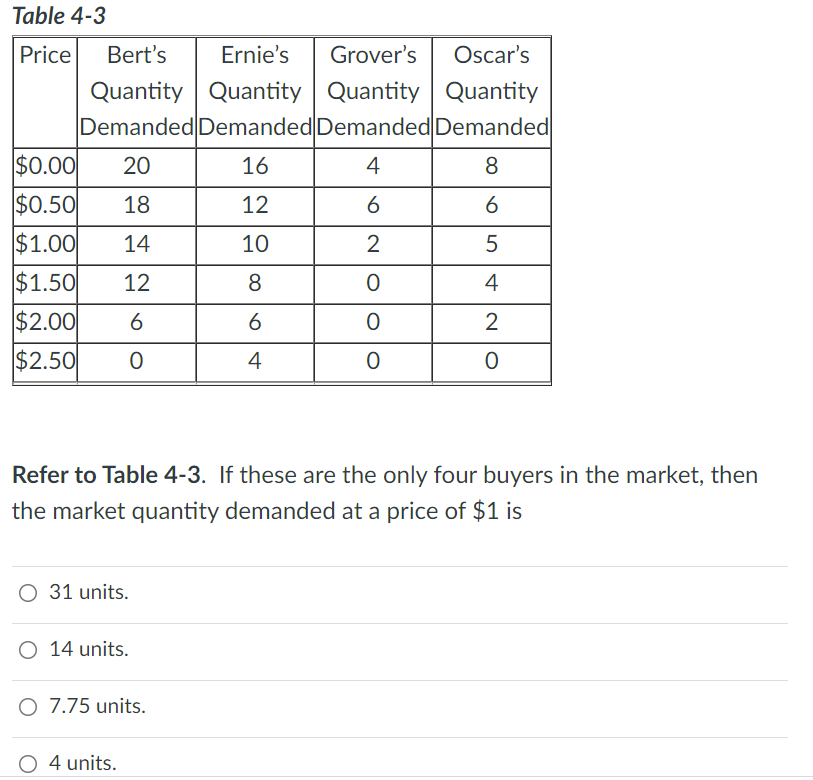 Table 4-3
Price Bert's Ernie's Grover's Oscar's
Quantity Quantity Quantity Quantity
Demanded Demanded Demanded Demanded
$0.00 20 16 4 8
$0.50 18 12 6 6
$1.00 14 10 2 5
$1.50 12 8 0 4
$2.00 6 6 0 2
$2.50 0 4 0 0
Refer to Table 4-3. If these are the only four buyers in the market, then
the market quantity demanded at a price of $1 is
31 units.
14 units.
7.75 units.
4 units.